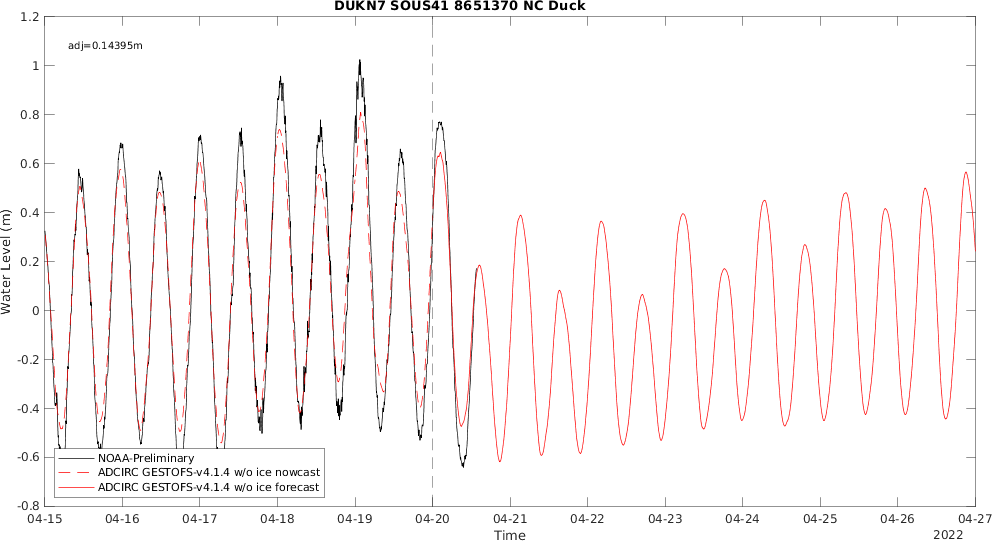 DUKN7 SOUS41 8651370 NC Duck
adj=0.14395m
Water Level (m)
1.2
1
0.8
0.6
0.4
0.2
0
-0.2
-0.4
-0.6
-0.8
NOAA-Preliminary
ADCIRC GESTOFS-v4.1.4 w/o ice nowcast
ADCIRC GESTOFS-v4.1.4 w/o ice forecast
04-15 04-16 04-17 04-18 04-19 04-20 04-21 04-22 04-23 04-24 04-25 04-26 04-27
Time
2022